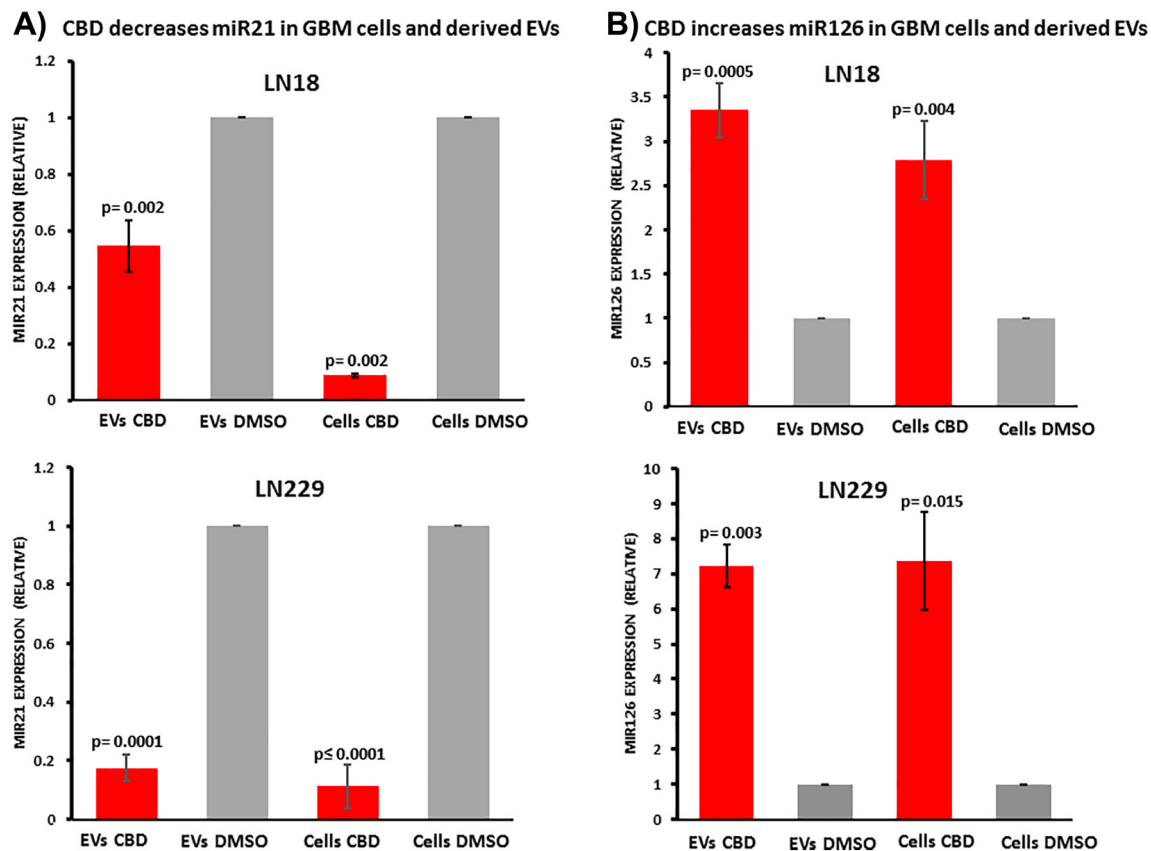 A) CBD decreases miR21 in GBM cells and derived EVs
LN18
MIR21 EXPRESSION (RELATIVE)
1.2
1
0.8
0.6
0.4
0.2
0
p= 0.002
p= 0.002
EVs CBD EVs DMSO Cells CBD Cells DMSO
LN229
MIR21 EXPRESSION (RELATIVE)
1.2
1
0.8
0.6
0.4
0.2
0
p= 0.0001
p≤ 0.0001
EVs CBD EVs DMSO Cells CBD Cells DMSO
B) CBD increases miR126 in GBM cells and derived EVs
LN18
MIR126 EXPRESSION (RELATIVE)
4
3.5
3
2.5
2
1.5
1
0.5
0
p= 0.0005
p= 0.004
EVs CBD EVs DMSO Cells CBD Cells DMSO
LN229
MIR126 EXPRESSION (RELATIVE)
10
9
8
7
6
5
4
3
2
1
0
p= 0.003
p= 0.015
EVs CBD EVs DMSO Cells CBD Cells DMSO